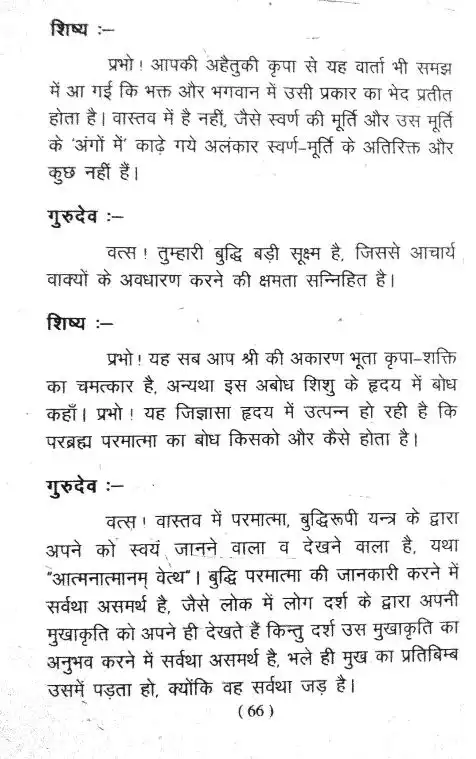 शिष्य :–
प्रभो ! आपकी अहैतुकी कृपा से यह वार्ता भी समझ
में आ गई कि भक्त और भगवान में उसी प्रकार का भेद प्रतीत
होता है। वास्तव में है नहीं, जैसे स्वर्ण की मूर्ति और उस मूर्ति
के 'अंगों में' काढ़े गये अलंकार स्वर्ण–मूर्ति के अतिरिक्त और
कुछ नहीं हैं।
गुरुदेव :–
वत्स ! तुम्हारी बुद्धि बड़ी सूक्ष्म है, जिससे आचार्य
वाक्यों के अवधारण करने की क्षमता सन्निहित है।
शिष्य :–
प्रभो ! यह सब आप श्री की अकारण भूता कृपा–शक्ति
का चमत्कार है, अन्यथा इस अबोध शिशु के हृदय में बोध
कहाँ। प्रभो ! यह जिज्ञासा हृदय में उत्पन्न हो रही है कि
परब्रह्म परमात्मा का बोध किसको और कैसे होता है।
गुरुदेव :–
वत्स ! वास्तव में परमात्मा, बुद्धिरूपी यन्त्र के द्वारा
अपने को स्वयं जानने वाला व देखने वाला है, यथा
"आत्मनात्मानम् वेत्थ"। बुद्धि परमात्मा की जानकारी करने में
सर्वथा असमर्थ है, जैसे लोक में लोग दर्श के द्वारा अपनी
मुखाकृति को अपने ही देखते हैं किन्तु दर्श उस मुखाकृति का
अनुभव करने में सर्वथा असमर्थ है, भले ही मुख का प्रतिबिम्ब
उसमें पड़ता हो, क्योंकि वह सर्वथा जड़ है।
( 66 )